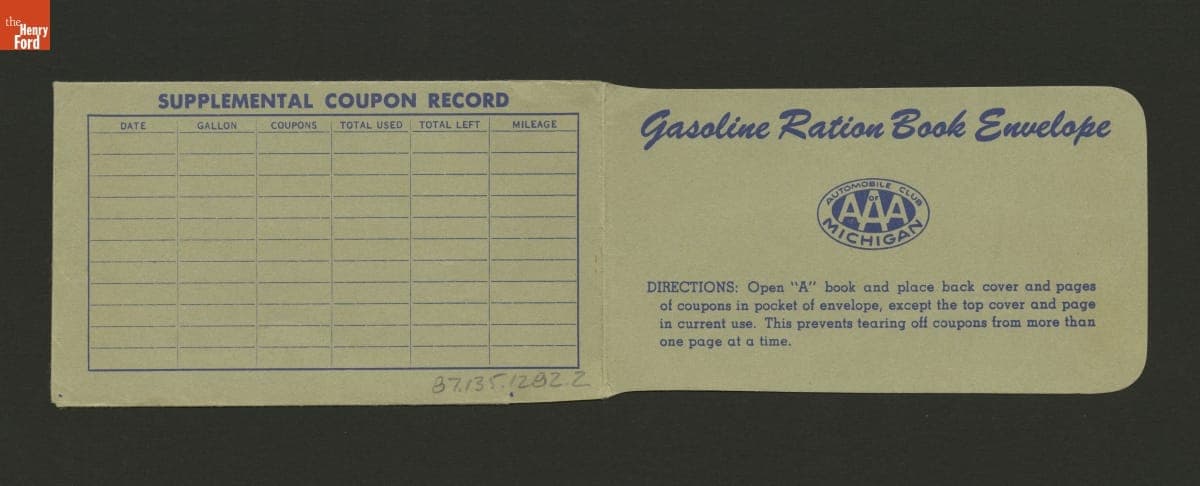 the
Henry
Ford
SUPPLEMENTAL COUPON RECORD
DATE GALLON COUPONS TOTAL USED TOTAL LEFT MILEAGE
87.135.1282.2
Gasoline Ration Book Envelope
AUTOMOBILE CLUB
OF
AAA
MICHIGAN
DIRECTIONS: Open "A" book and place back cover and pages
of coupons in pocket of envelope, except the top cover and page
in current use. This prevents tearing off coupons from more than
one page at a time.